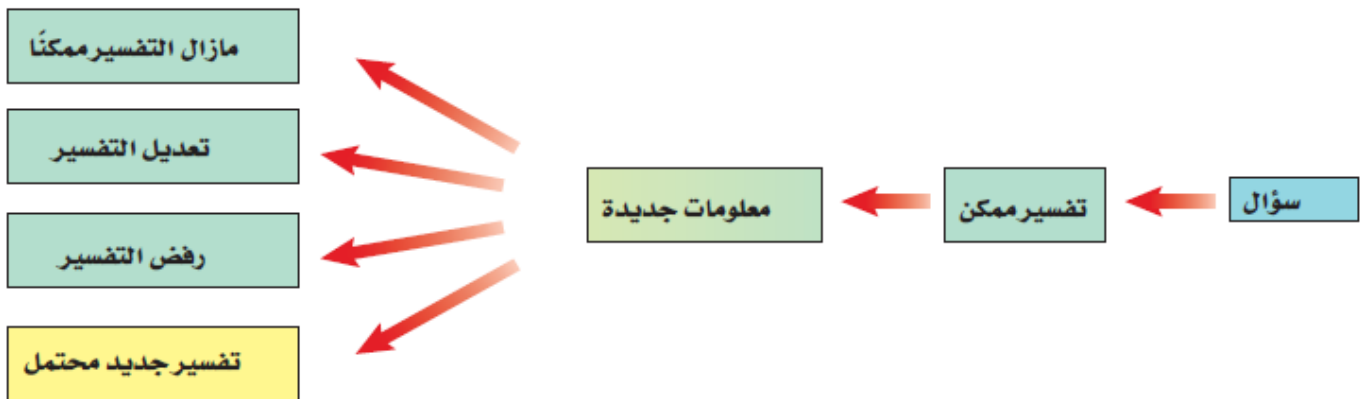 سؤال
تفسير ممكن
معلومات جديدة
مازال التفسير ممكنًا
تعديل التفسير
رفض التفسير
تفسير جديد محتمل